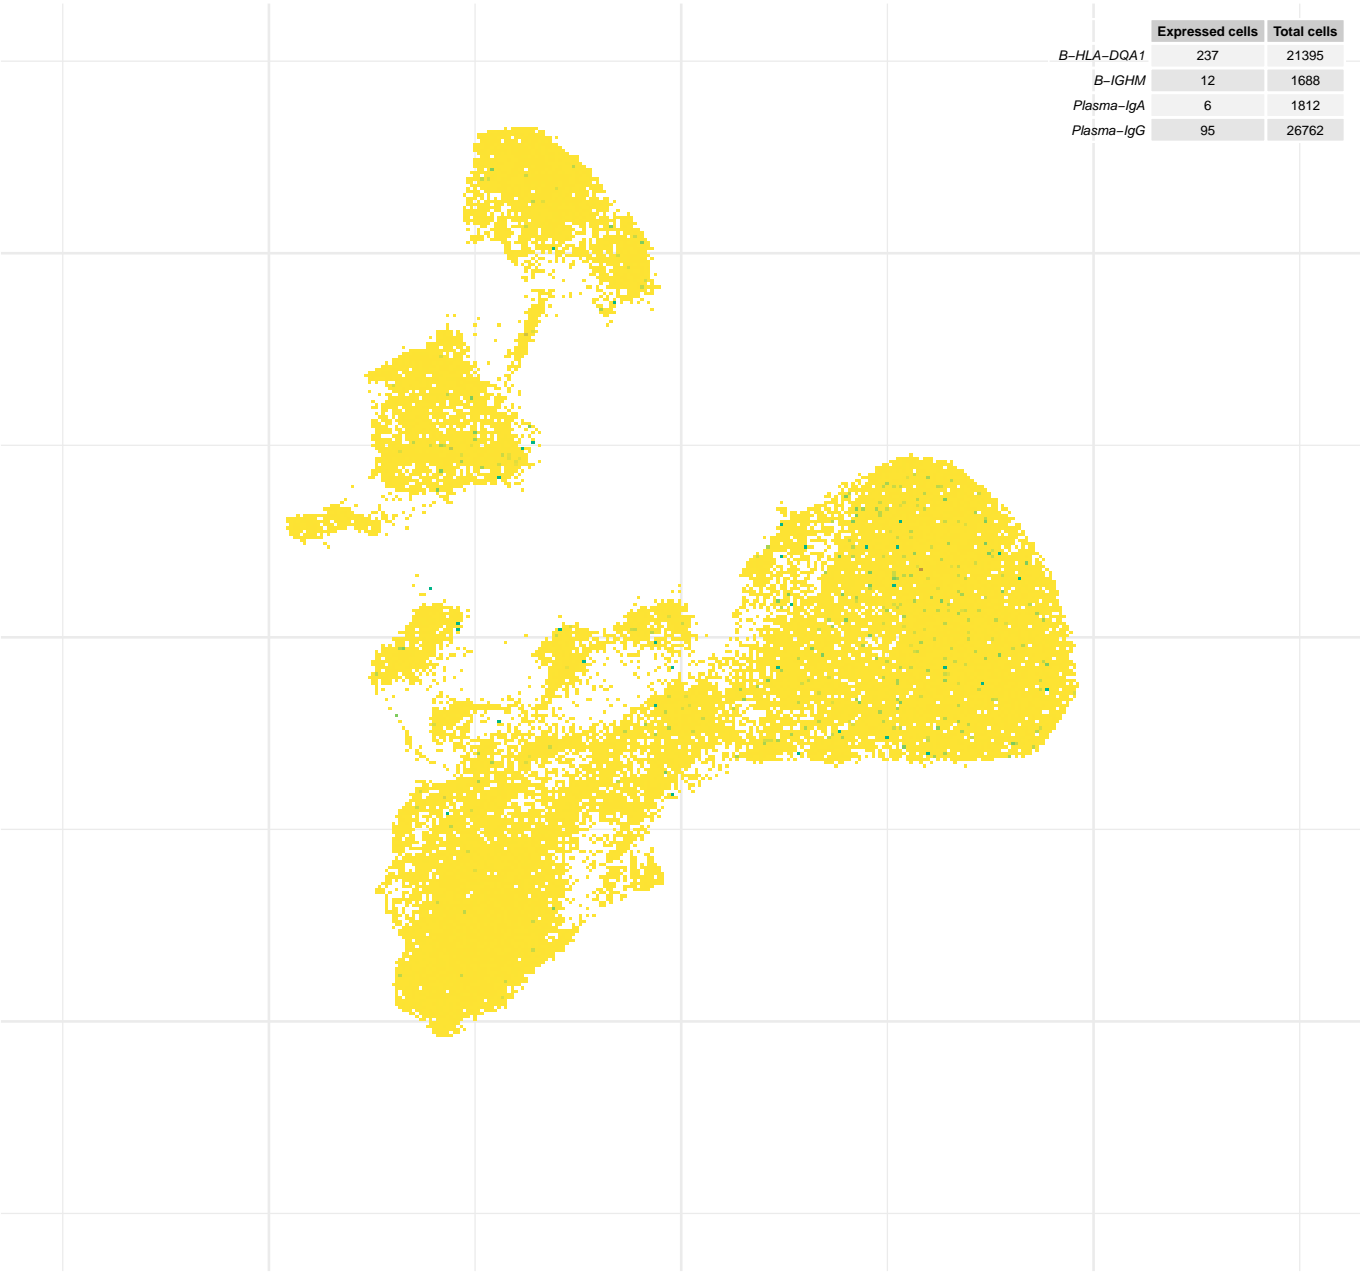 Expressed cells Total cells
B−HLA−DQA1 237 21395
B−IGHM 12 1688
Plasma−IgA 6 1812
Plasma−IgG 95 26762